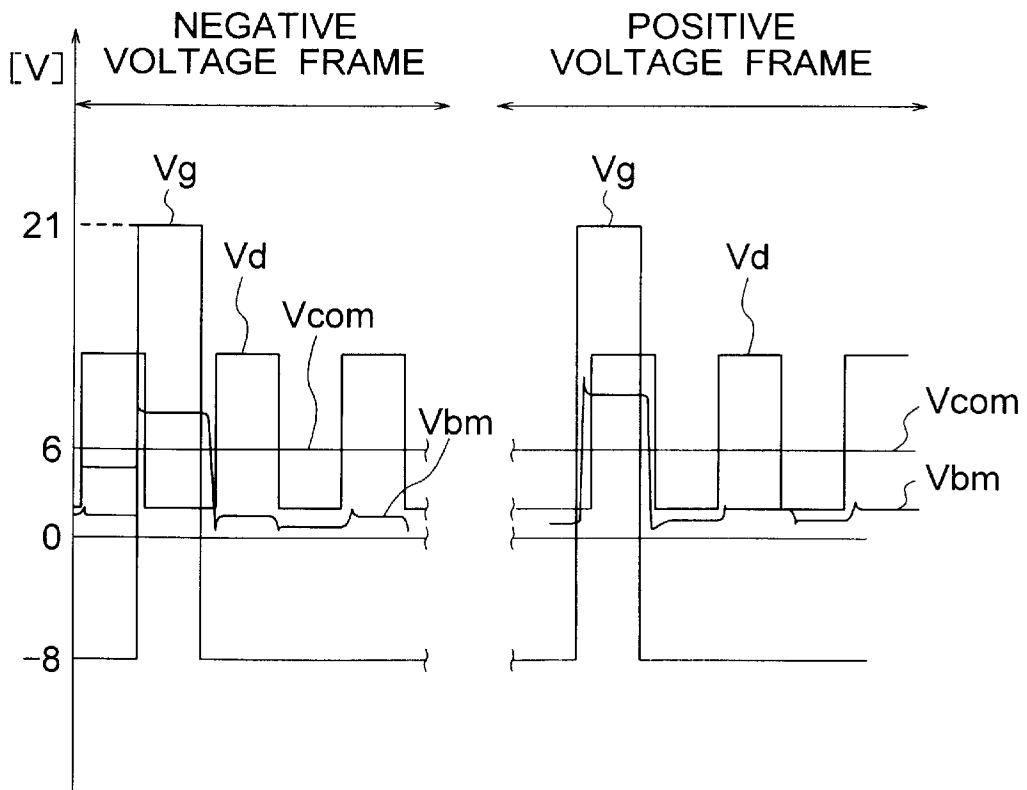 NEGATIVE
VOLTAGE FRAME
POSITIVE
VOLTAGE FRAME
[V]
Vg
Vg
21
Vd
Vd
Vcom
Vcom
Vbm
6
Vbm
0
−8